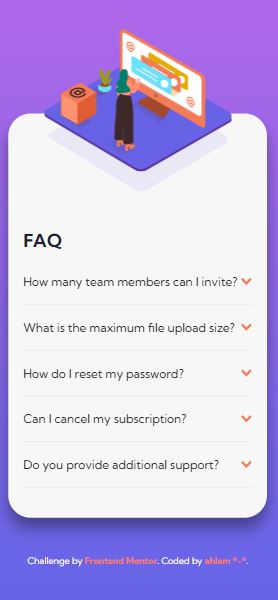 FAQ
How many team members can I invite?
What is the maximum file upload size?
How do I reset my password?
Can I cancel my subscription?
Do you provide additional support?
Challenge by Frontend Mentor. Coded by ahlam *-*.